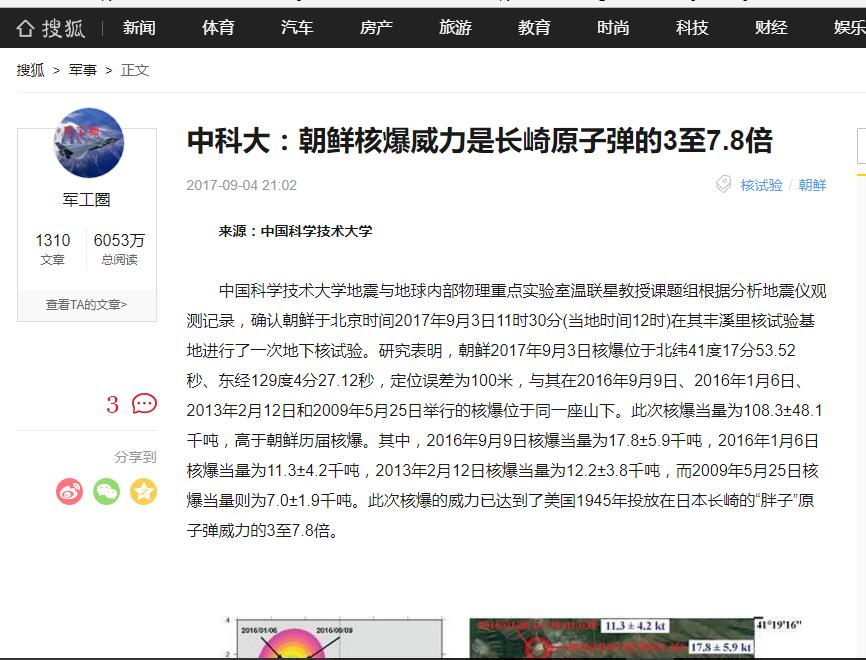 搜狐 新闻 体育 汽车 房产 旅游 教育 时尚 科技 财经 娱乐
搜狐 > 军事 > 正文
中科大：朝鲜核爆威力是长崎原子弹的3至7.8倍
2017-09-04 21:02
核试验 / 朝鲜
军工圈
1310 6053万
文章 总阅读
查看TA的文章>
3
分享到
来源：中国科学技术大学
中国科学技术大学地震与地球内部物理重点实验室温联星教授课题组根据分析地震仪观
测记录，确认朝鲜于北京时间2017年9月3日11时30分(当地时间12时)在其丰溪里核试验基
地进行了一次地下核试验。研究表明，朝鲜2017年9月3日核爆位于北纬41度17分53.52
秒、东经129度4分27.12秒，定位误差为100米，与其在2016年9月9日、2016年1月6日、
2013年2月12日和2009年5月25日举行的核爆位于同一座山下。此次核爆当量为108.3±48.1
千吨，高于朝鲜历届核爆。其中，2016年9月9日核爆当量为17.8±5.9千吨，2016年1月6日
核爆当量为11.3±4.2千吨，2013年2月12日核爆当量为12.2±3.8千吨，而2009年5月25日核
爆当量则为7.0±1.9千吨。此次核爆的威力已达到了美国1945年投放在日本长崎的“胖子”原
子弹威力的3至7.8倍。
4
2016/01/06 2016/09/09
2
11.3 ± 4.2 kt
41°19'16"
17.8 ± 5.9 kt